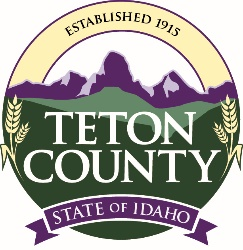 ESTABLISHED 1915
TETON
COUNTY
STATE OF IDAHO